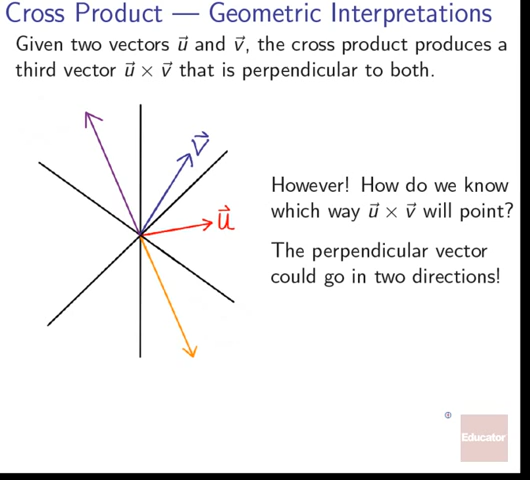 Cross Product — Geometric Interpretations
Given two vectors u⃗ and v⃗, the cross product produces a
third vector u⃗ × v⃗ that is perpendicular to both.
v⃗
u⃗
However! How do we know
which way u⃗ × v⃗ will point?
The perpendicular vector
could go in two directions!
Educator